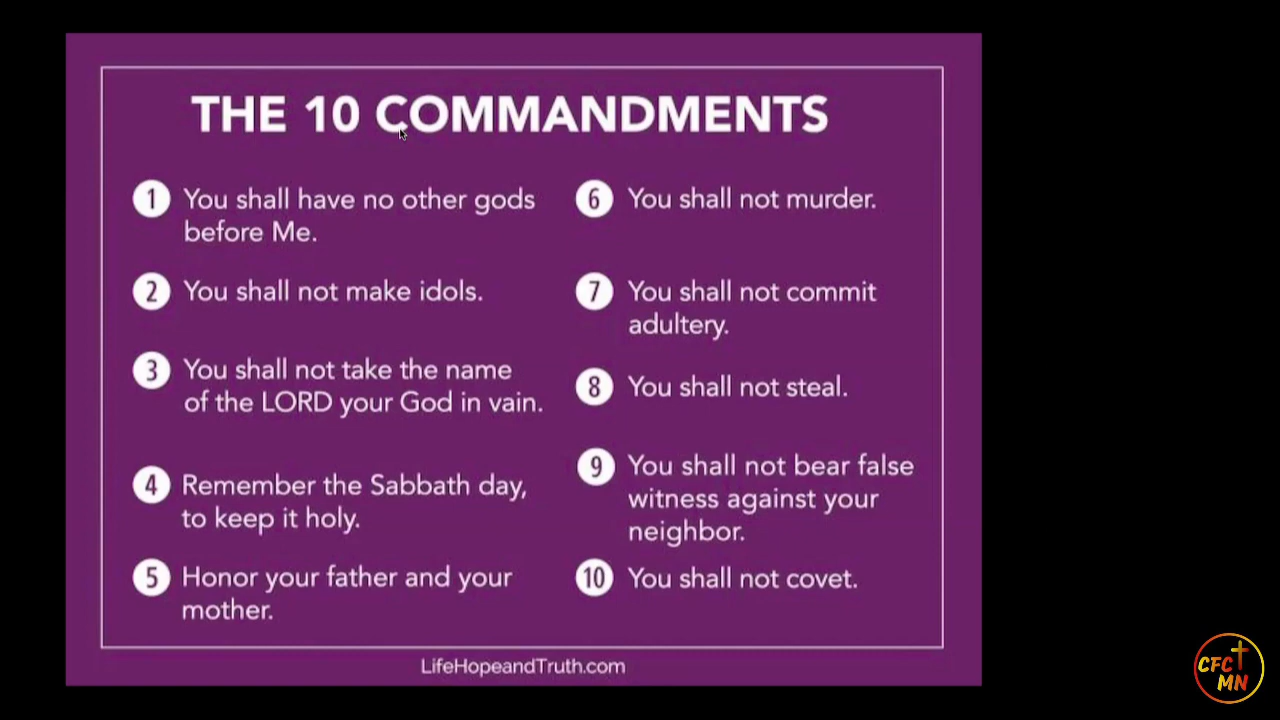 THE 10 COMMANDMENTS
1 You shall have no other gods
before Me.
2 You shall not make idols.
3 You shall not take the name
of the LORD your God in vain.
4 Remember the Sabbath day,
to keep it holy.
5 Honor your father and your
mother.
6 You shall not murder.
7 You shall not commit
adultery.
8 You shall not steal.
9 You shall not bear false
witness against your
neighbor.
10 You shall not covet.
LifeHopeandTruth.com
CFC
MN